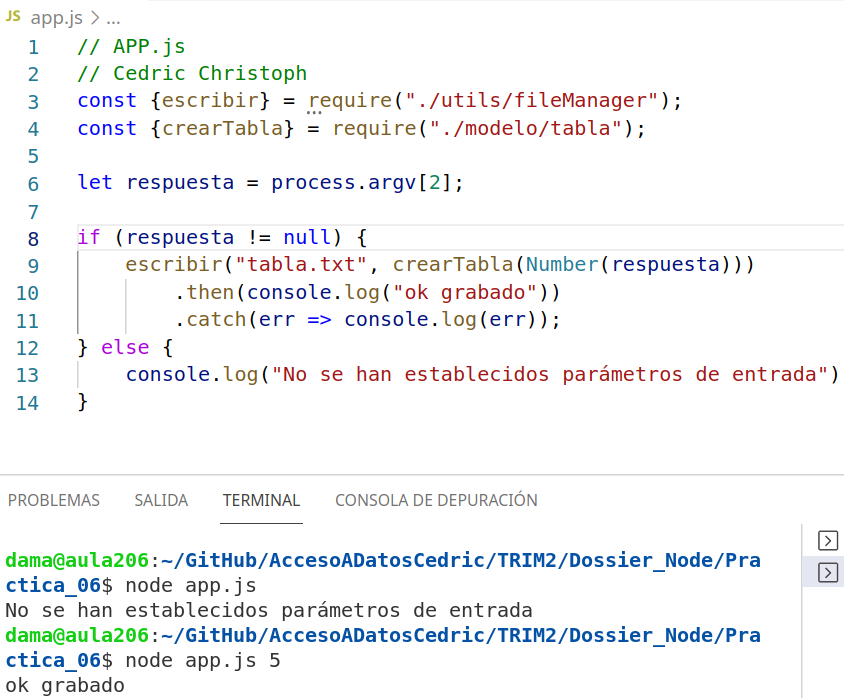 JS app.js > ...
1 // APP.js
2 // Cedric Christoph
3 const {escribir} = require("./utils/fileManager");
4 const {crearTabla} = require("./modelo/tabla");
5
6 let respuesta = process.argv[2];
7
8 if (respuesta != null) {
9     escribir("tabla.txt", crearTabla(Number(respuesta)))
10         .then(console.log("ok grabado"))
11         .catch(err => console.log(err));
12 } else {
13     console.log("No se han establecidos parámetros de entrada")
14 }
PROBLEMAS SALIDA TERMINAL CONSOLA DE DEPURACIÓN
dama@aula206:~/GitHub/AccesoADatosCedric/TRIM2/Dossier_Node/Pra
ctica_06$ node app.js
No se han establecidos parámetros de entrada
dama@aula206:~/GitHub/AccesoADatosCedric/TRIM2/Dossier_Node/Pra
ctica_06$ node app.js 5
ok grabado